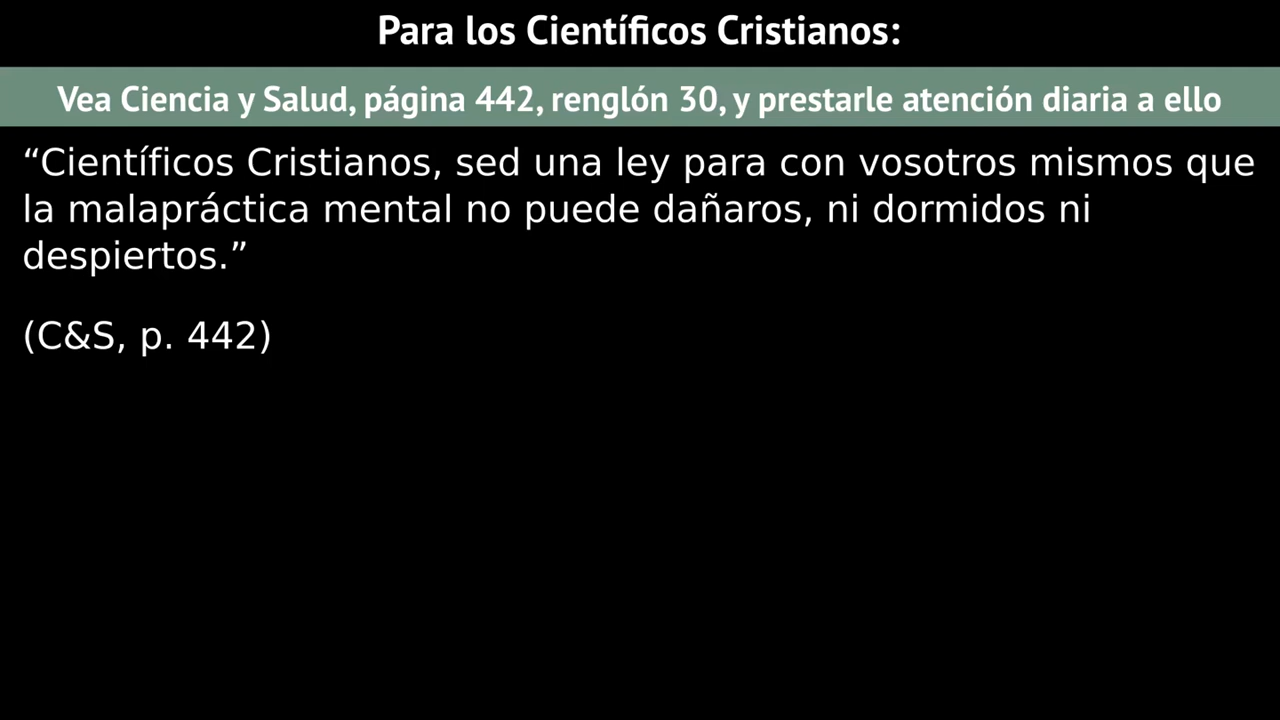 Para los Científicos Cristianos:
Vea Ciencia y Salud, página 442, renglón 30, y prestarle atención diaria a ello
“Científicos Cristianos, sed una ley para con vosotros mismos que
la malapráctica mental no puede dañaros, ni dormidos ni
despiertos.”
(C&S, p. 442)